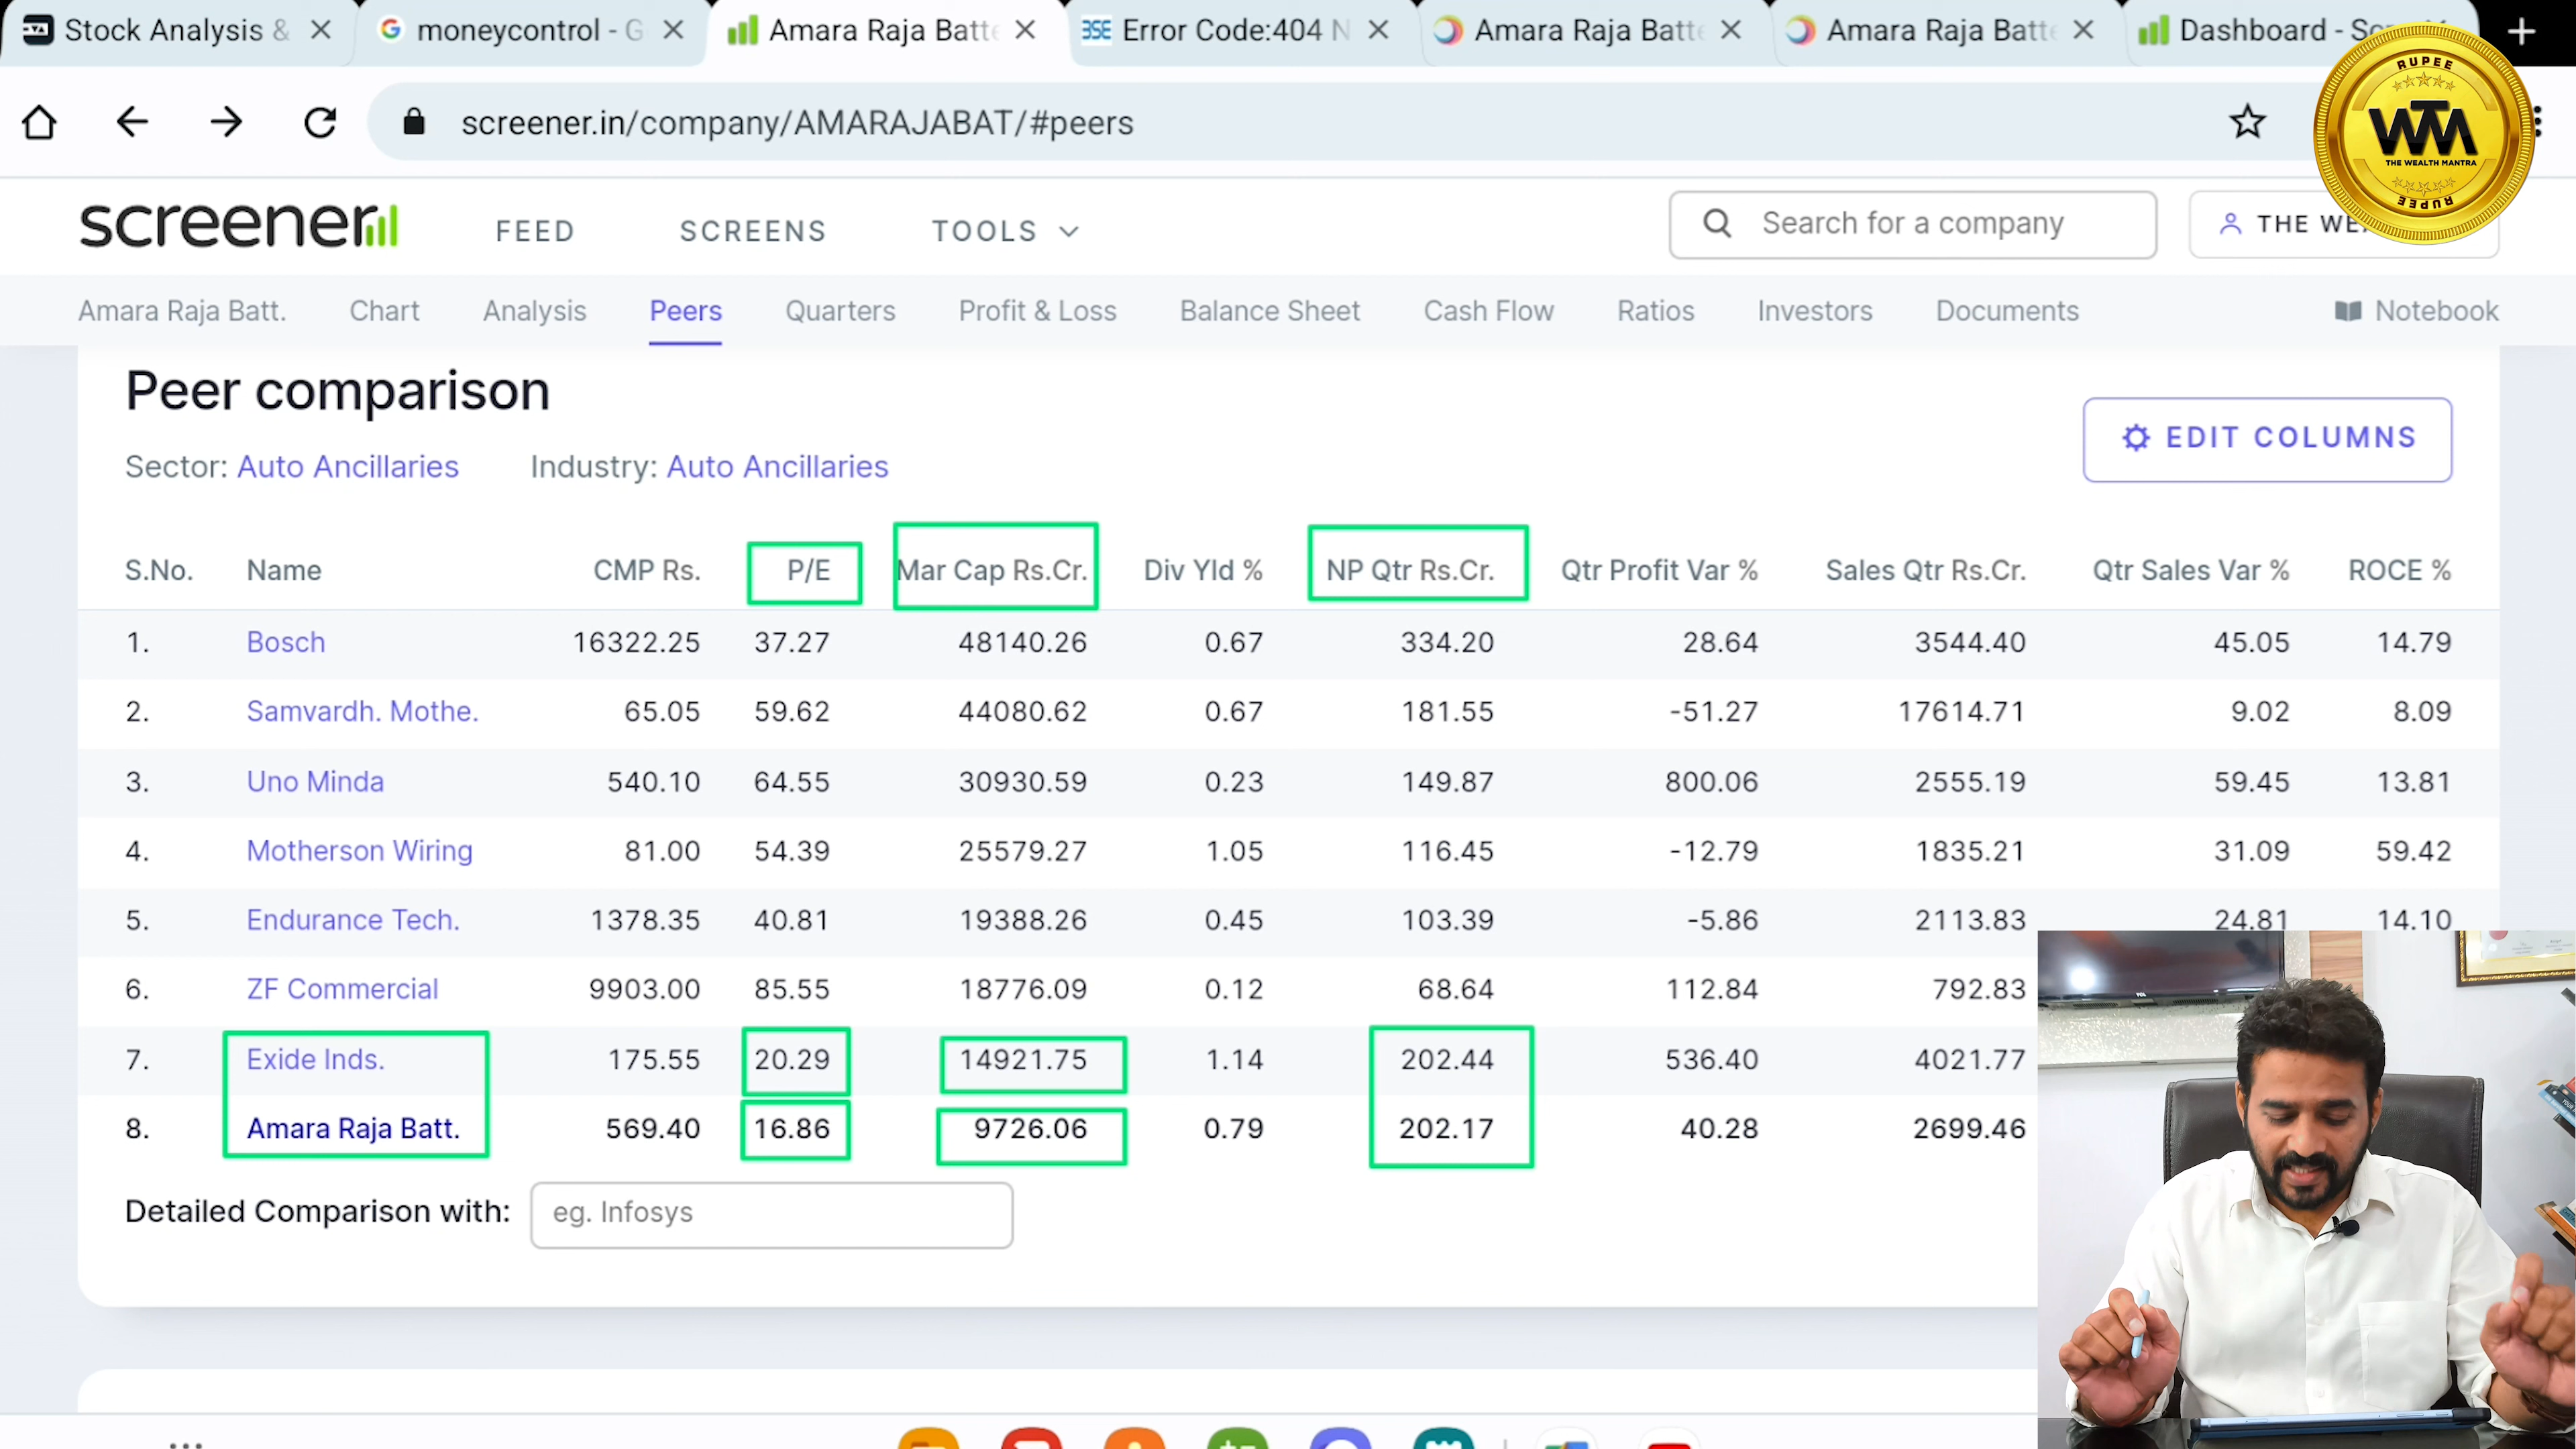 Stock Analysis &
moneycontrol - G
Amara Raja Batte
BSE Error Code:404 N
Amara Raja Batte
Amara Raja Batte
Dashboard - Sc
screener.in/company/AMARAJABAT/#peers
RUPEE
WTM
THE WEALTH MANTRA
RUPEE
screener
FEED SCREENS TOOLS
Search for a company
THE WEA
Amara Raja Batt. Chart Analysis Peers Quarters Profit & Loss Balance Sheet Cash Flow Ratios Investors Documents Notebook
Peer comparison
EDIT COLUMNS
Sector: Auto Ancillaries Industry: Auto Ancillaries
S.No. Name CMP Rs. P/E Mar Cap Rs.Cr. Div Yld % NP Qtr Rs.Cr. Qtr Profit Var % Sales Qtr Rs.Cr. Qtr Sales Var % ROCE %
1. Bosch 16322.25 37.27 48140.26 0.67 334.20 28.64 3544.40 45.05 14.79
2. Samvardh. Mothe. 65.05 59.62 44080.62 0.67 181.55 -51.27 17614.71 9.02 8.09
3. Uno Minda 540.10 64.55 30930.59 0.23 149.87 800.06 2555.19 59.45 13.81
4. Motherson Wiring 81.00 54.39 25579.27 1.05 116.45 -12.79 1835.21 31.09 59.42
5. Endurance Tech. 1378.35 40.81 19388.26 0.45 103.39 -5.86 2113.83 24.81 14.10
6. ZF Commercial 9903.00 85.55 18776.09 0.12 68.64 112.84 792.83
7. Exide Inds. 175.55 20.29 14921.75 1.14 202.44 536.40 4021.77
8. Amara Raja Batt. 569.40 16.86 9726.06 0.79 202.17 40.28 2699.46
Detailed Comparison with: eg. Infosys